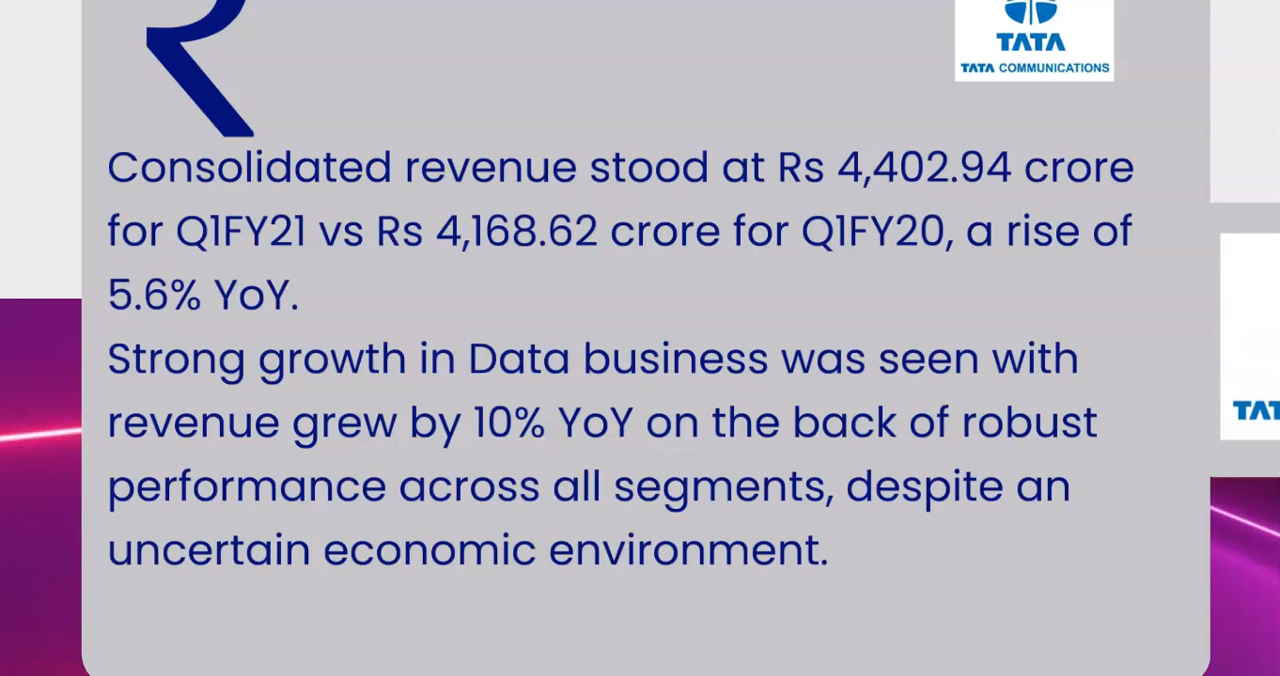 TATA
TATA COMMUNICATIONS
Consolidated revenue stood at Rs 4,402.94 crore
for Q1FY21 vs Rs 4,168.62 crore for Q1FY20, a rise of
5.6% YoY.
Strong growth in Data business was seen with
revenue grew by 10% YoY on the back of robust
performance across all segments, despite an
uncertain economic environment.